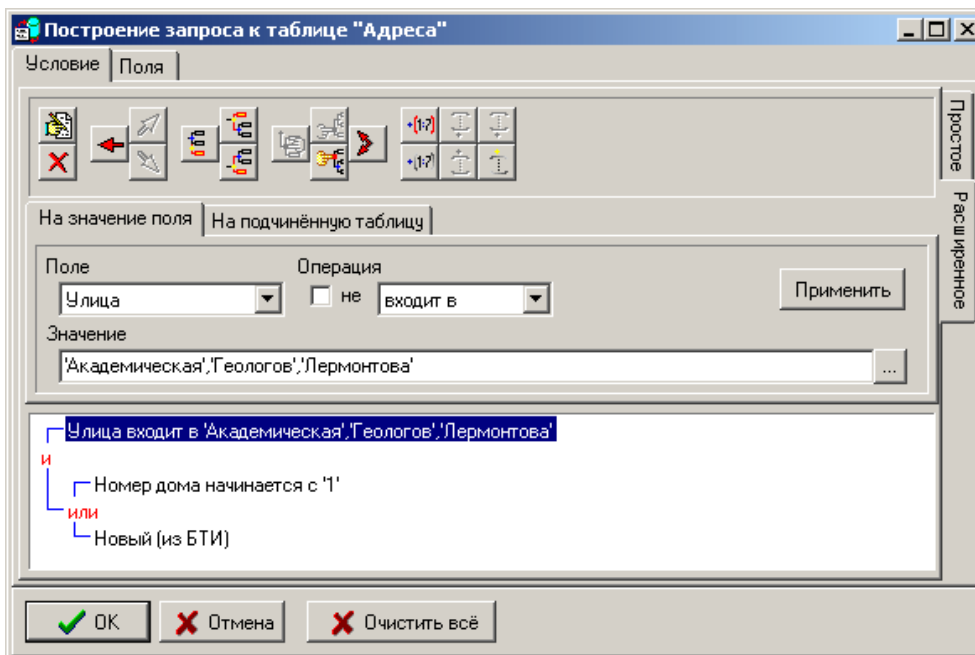 Построение запроса к таблице "Адреса"
Условие Поля
Простое
Расширенное
+(1·?)
+(1·?)
На значение поля На подчинённую таблицу
Поле Операция
Улица не входит в Применить
Значение
'Академическая','Геологов','Лермонтова' ...
Улица входит в 'Академическая','Геологов','Лермонтова'
и
Номер дома начинается с '1'
или
Новый (из БТИ)
OK Отмена Очистить всё